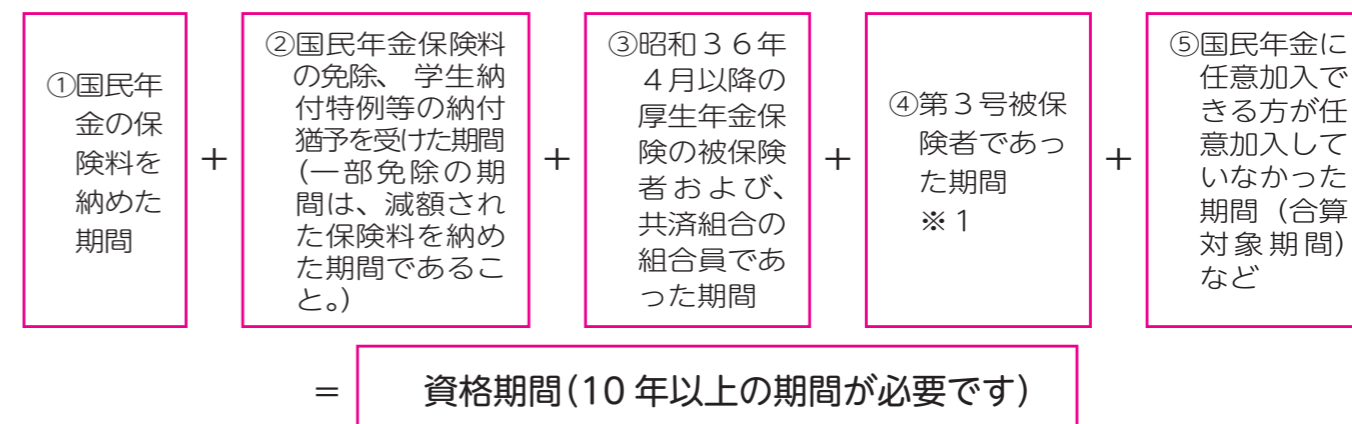 ①国民年
金の保
険料を
納めた
期間
＋
②国民年金保険料
の免除、 学生納
付特例等の納付
猶予を受けた期間
(一部免除の期
間は、減額され
た保険料を納め
た期間であるこ
と。)
＋
③昭和３６年
４月以降の
厚生年金保
険の被保険
者および、
共済組合の
組合員であ
った期間
＋
④第３号被保
険者であっ
た期間
※１
＋
⑤国民年金に
任意加入で
きる方が任
意加入して
いなかった
期間（合算
対象期間）
など
＝ 資格期間(10 年以上の期間が必要です)